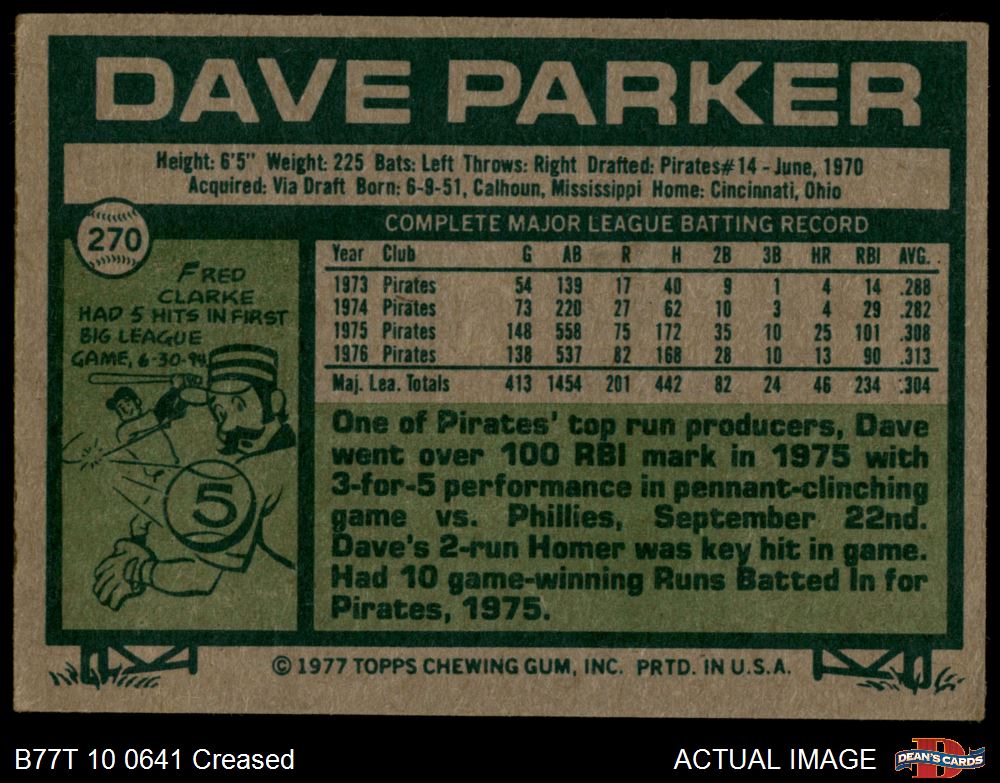 DAVE PARKER
Height: 6'5" Weight: 225 Bats: Left Throws: Right Drafted: Pirates#14 - June, 1970
Acquired: Via Draft Born: 6-9-51, Calhoun, Mississippi Home: Cincinnati, Ohio
270
FRED
CLARKE
HAD 5 HITS IN FIRST
BIG LEAGUE
GAME, 6-30-94
5
COMPLETE MAJOR LEAGUE BATTING RECORD
Year Club G AB R H 2B 3B HR RBI AVG.
1973 Pirates 54 139 17 40 9 1 4 14 .288
1974 Pirates 73 220 27 62 10 3 4 29 .282
1975 Pirates 148 558 75 172 35 10 25 101 .308
1976 Pirates 138 537 82 168 28 10 13 90 .313
Maj. Lea. Totals 413 1454 201 442 82 24 46 234 .304
One of Pirates' top run producers, Dave
went over 100 RBI mark in 1975 with
3-for-5 performance in pennant-clinching
game vs. Phillies, September 22nd.
Dave's 2-run Homer was key hit in game.
Had 10 game-winning Runs Batted In for
Pirates, 1975.
© 1977 TOPPS CHEWING GUM, INC. PRTD. IN U.S.A.
B77T 10 0641 Creased
ACTUAL IMAGE
D
DEAN'S CARDS